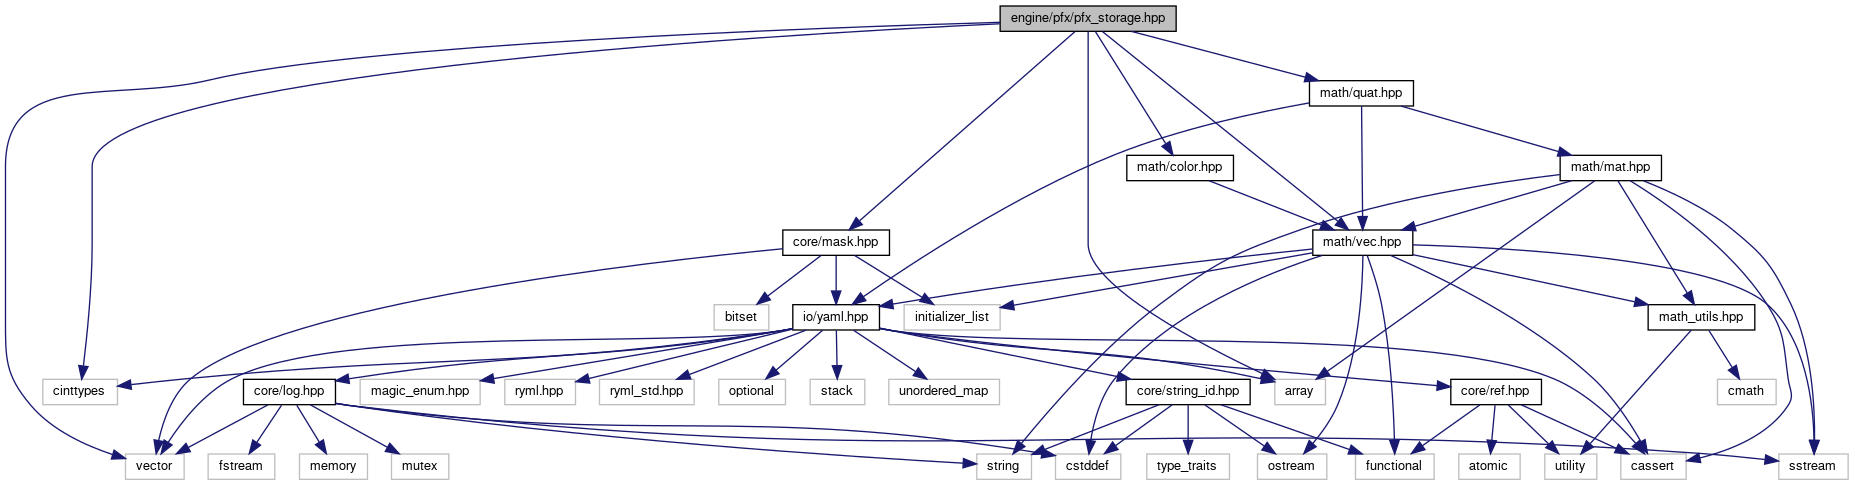 engine/pfx/pfx_storage.hpp
math/quat.hpp
math/color.hpp
math/mat.hpp
core/mask.hpp
math/vec.hpp
bitset
io/yaml.hpp
initializer_list
math_utils.hpp
cinttypes
core/log.hpp
magic_enum.hpp
ryml.hpp
ryml_std.hpp
optional
stack
unordered_map
core/string_id.hpp
array
core/ref.hpp
cmath
vector
fstream
memory
mutex
string
cstddef
type_traits
ostream
functional
atomic
utility
cassert
sstream